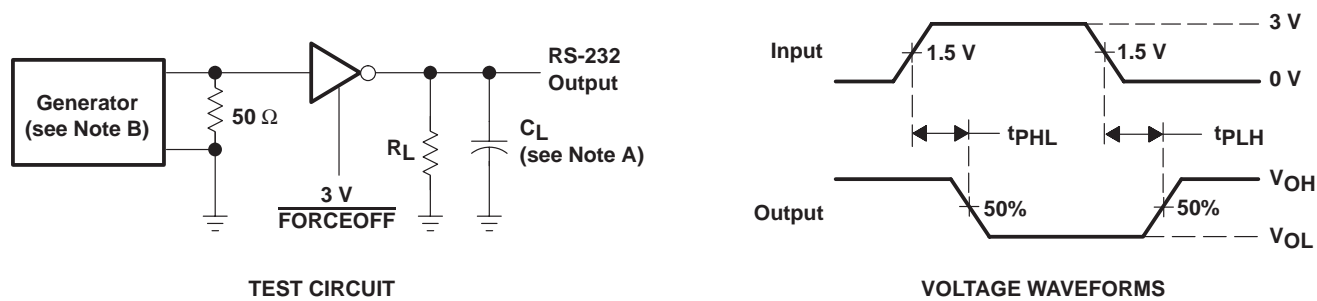 Generator
(see Note B)
50 Ω
3 V
FORCEOFF
RL
CL
(see Note A)
RS-232
Output
TEST CIRCUIT
Input
1.5 V
1.5 V
3 V
0 V
tPHL
tPLH
Output
50%
50%
VOH
VOL
VOLTAGE WAVEFORMS